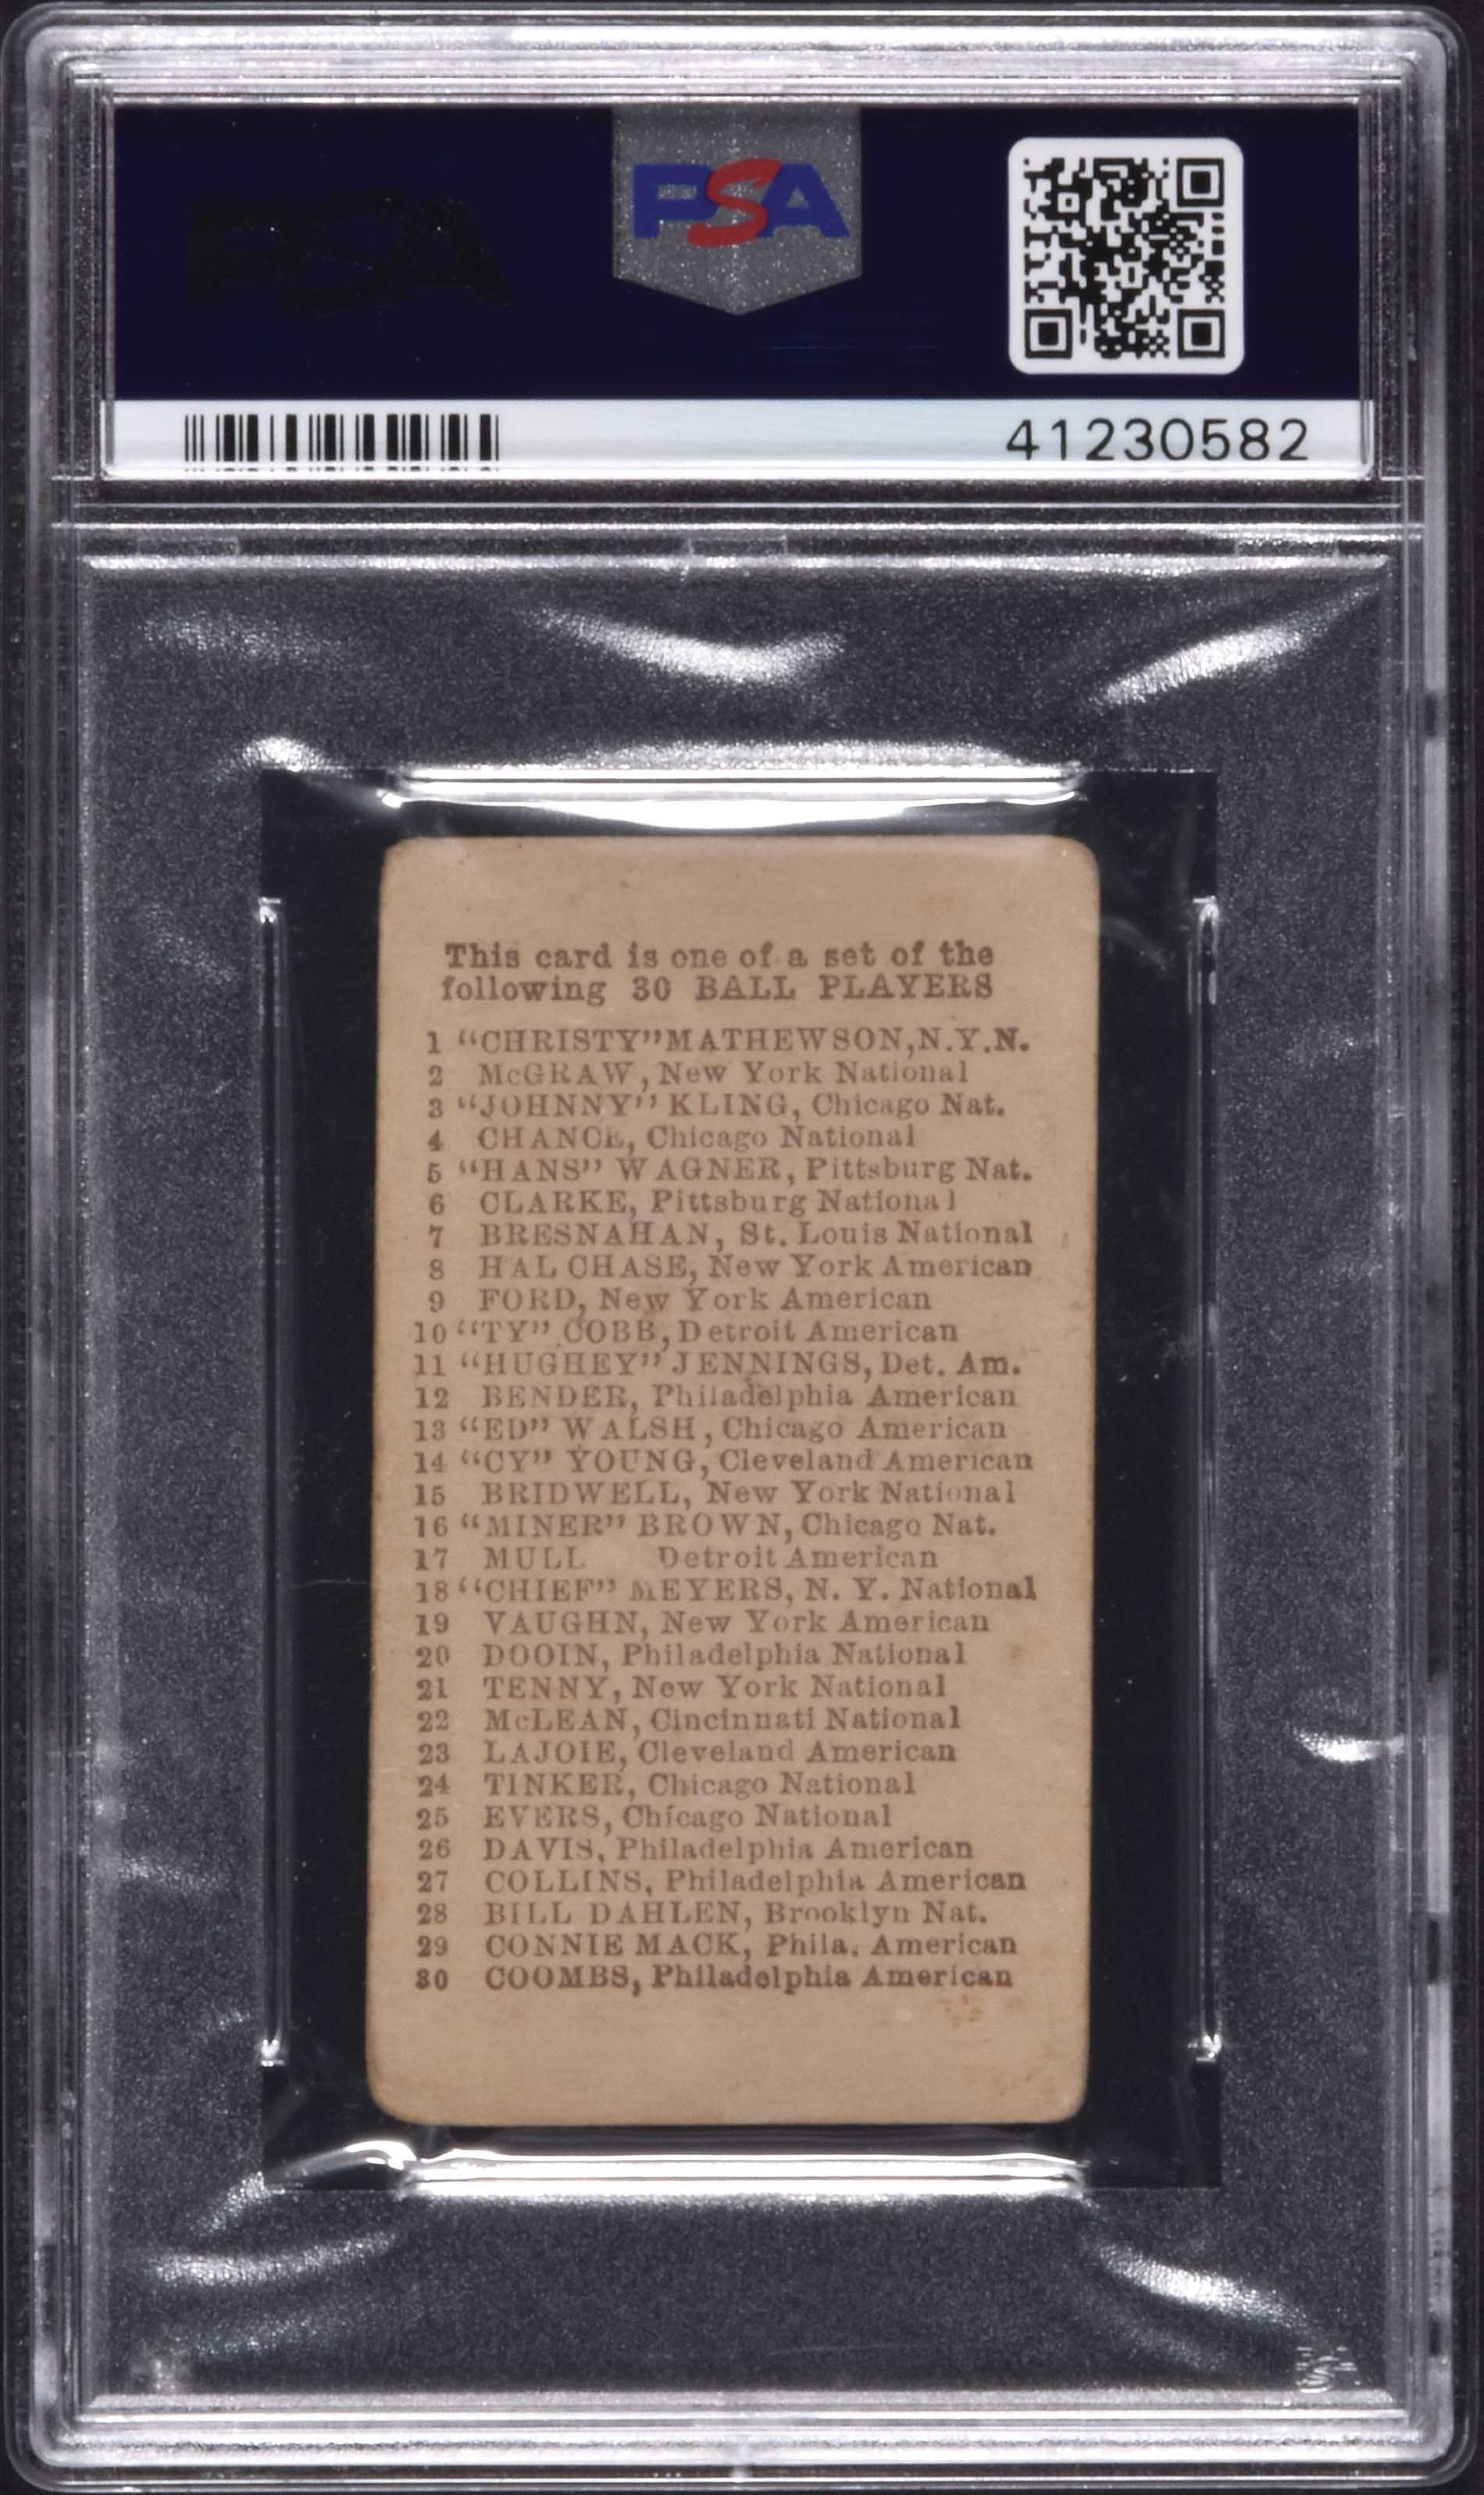 PSA
PSA
41230582
This card is one of a set of the
following 30 BALL PLAYERS
1 “CHRISTY” MATHEWSON, N.Y.N.
2 McGRAW, New York National
3 “JOHNNY” KLING, Chicago Nat.
4 CHANCE, Chicago National
5 “HANS” WAGNER, Pittsburg Nat.
6 CLARKE, Pittsburg National
7 BRESNAHAN, St. Louis National
8 HAL CHASE, New York American
9 FORD, New York American
10 “TY” COBB, Detroit American
11 “HUGHEY” JENNINGS, Det. Am.
12 BENDER, Philadelphia American
13 “ED” WALSH, Chicago American
14 “CY” YOUNG, Cleveland American
15 BRIDWELL, New York National
16 “MINER” BROWN, Chicago Nat.
17 MULL Detroit American
18 “CHIEF” MEYERS, N. Y. National
19 VAUGHN, New York American
20 DOOIN, Philadelphia National
21 TENNY, New York National
22 McLEAN, Cincinnati National
23 LAJOIE, Cleveland American
24 TINKER, Chicago National
25 EVERS, Chicago National
26 DAVIS, Philadelphia American
27 COLLINS, Philadelphia American
28 BILL DAHLEN, Brooklyn Nat.
29 CONNIE MACK, Phila. American
30 COOMBS, Philadelphia American
PSA